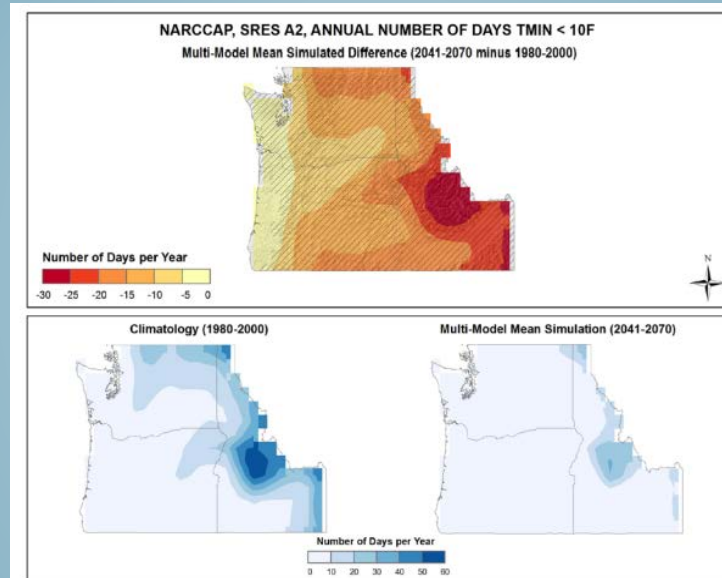 NARCCAP, SRES A2, ANNUAL NUMBER OF DAYS TMIN < 10F
Multi-Model Mean Simulated Difference (2041-2070 minus 1980-2000)
Number of Days per Year
-30 -25 -20 -15 -10 -5 0
N
Climatology (1980-2000)
Multi-Model Mean Simulation (2041-2070)
Number of Days per Year
0 10 20 30 40 50 60